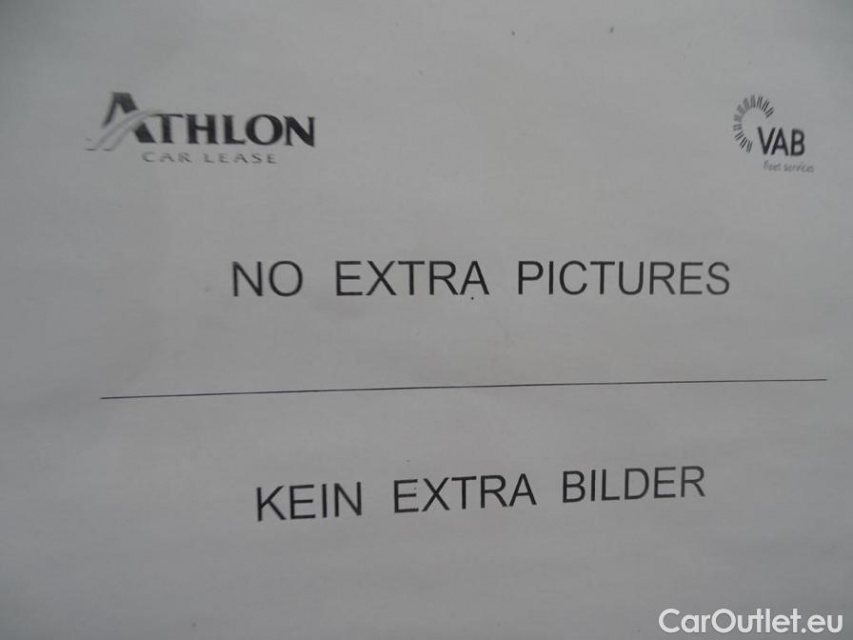 ATHLON
CAR LEASE
VAB
fleet services
NO EXTRA PICTURES
KEIN EXTRA BILDER
CarOutlet.eu